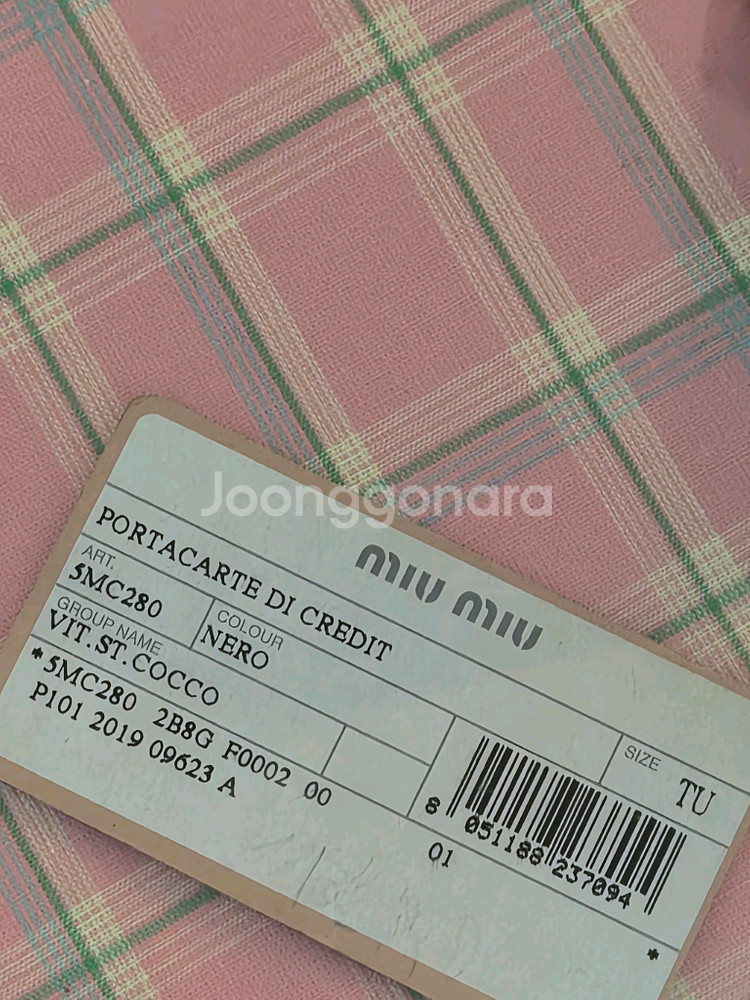 Joonggonara
miu miu
PORTACARTE DI CREDIT
ART.
5MC280
COLOUR
NERO
GROUP NAME
VIT.ST.COCCO
SIZE
TU
*5MC280 2B8G F0002 00
P101 2019 09623 A
8 051188 237094
01
*